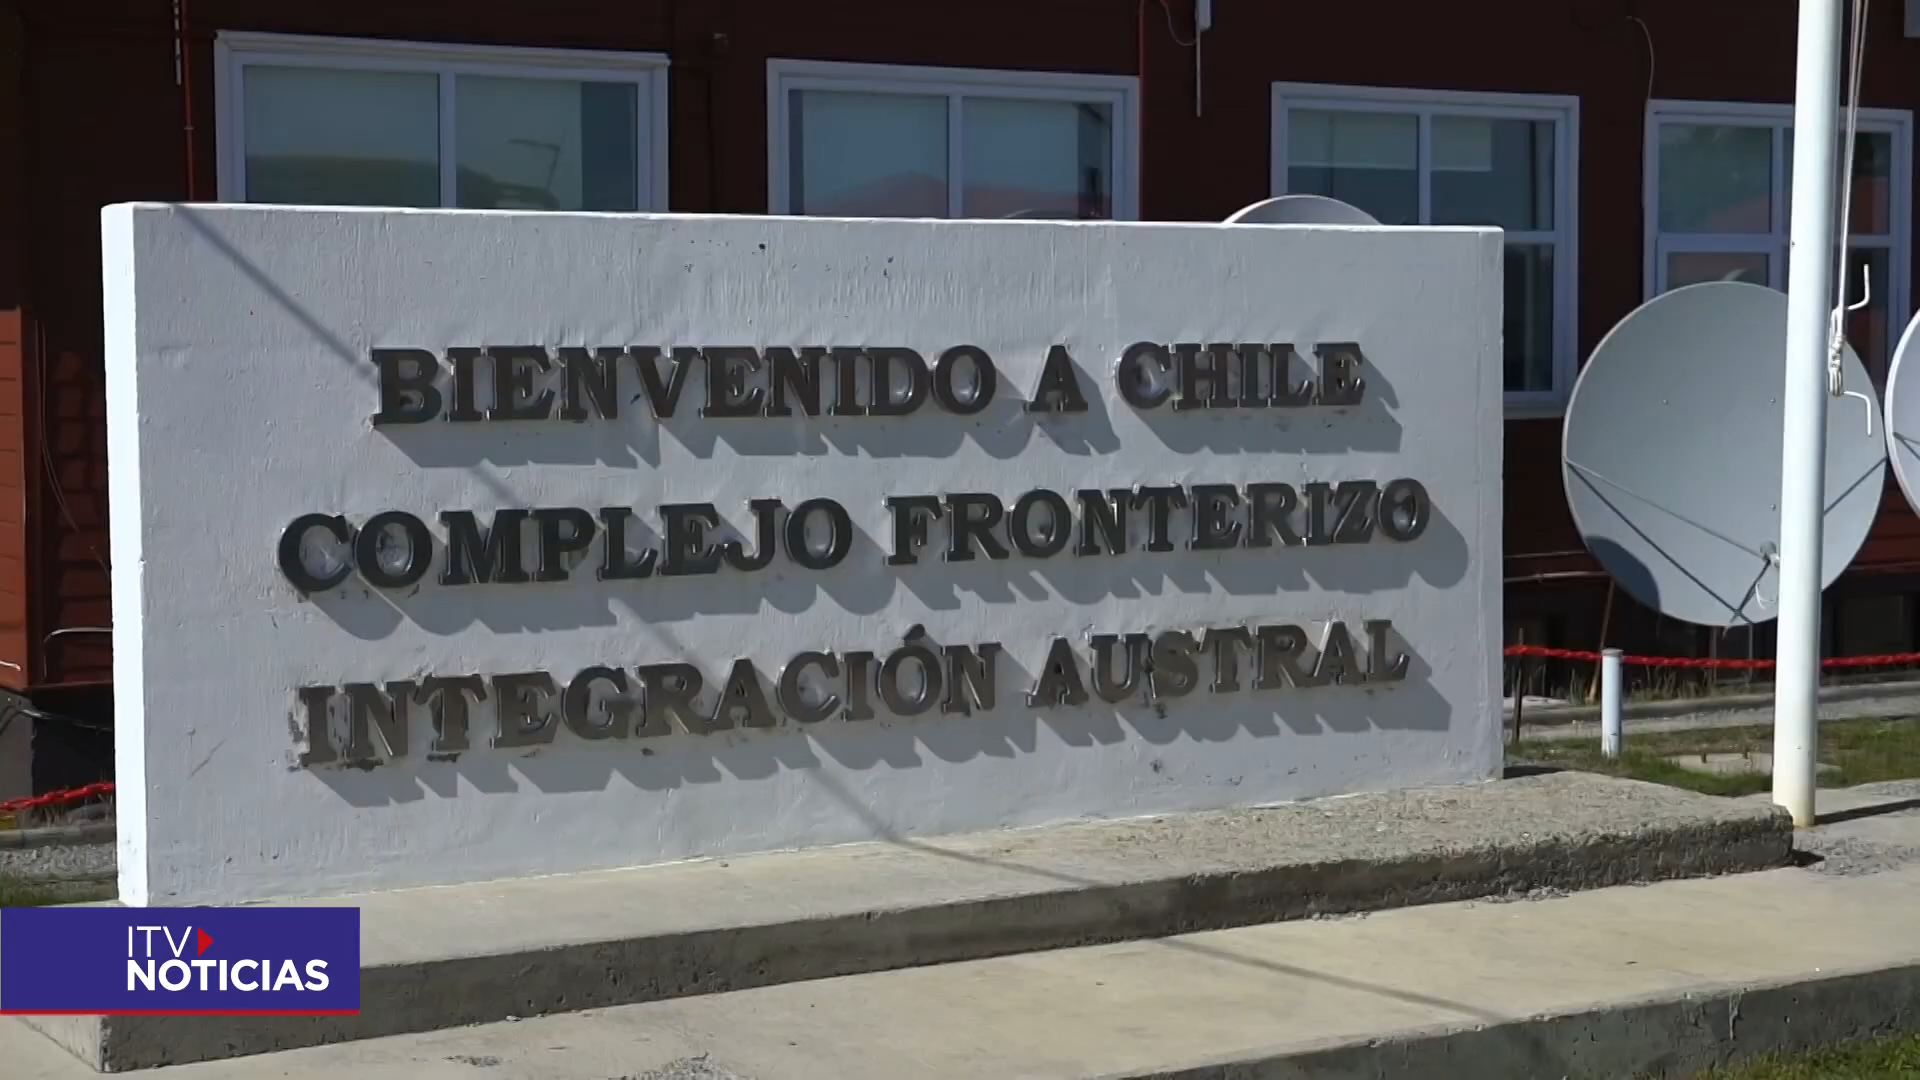 BIENVENIDO A CHILE
COMPLEJO FRONTERIZO
INTEGRACIÓN AUSTRAL
ITV
NOTICIAS